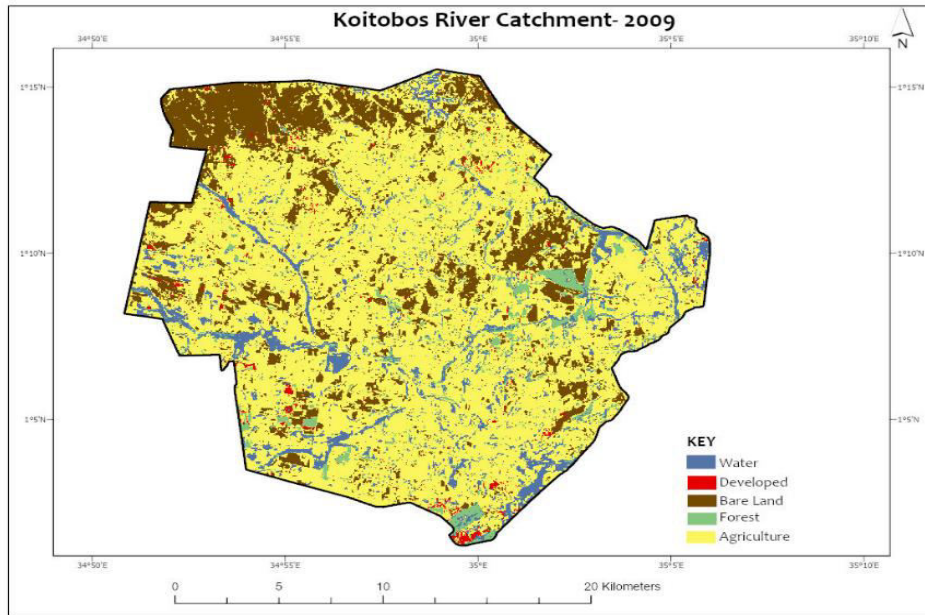 Koitobos River Catchment- 2009
N
34°50'E 34°55'E 35°E 35°5'E 35°10'E
1°15'N 1°15'N
1°10'N 1°10'N
1°5'N 1°5'N
KEY
Water
Developed
Bare Land
Forest
Agriculture
34°50'E 34°55'E 35°E 35°5'E 35°10'E
0 5 10 20 Kilometers